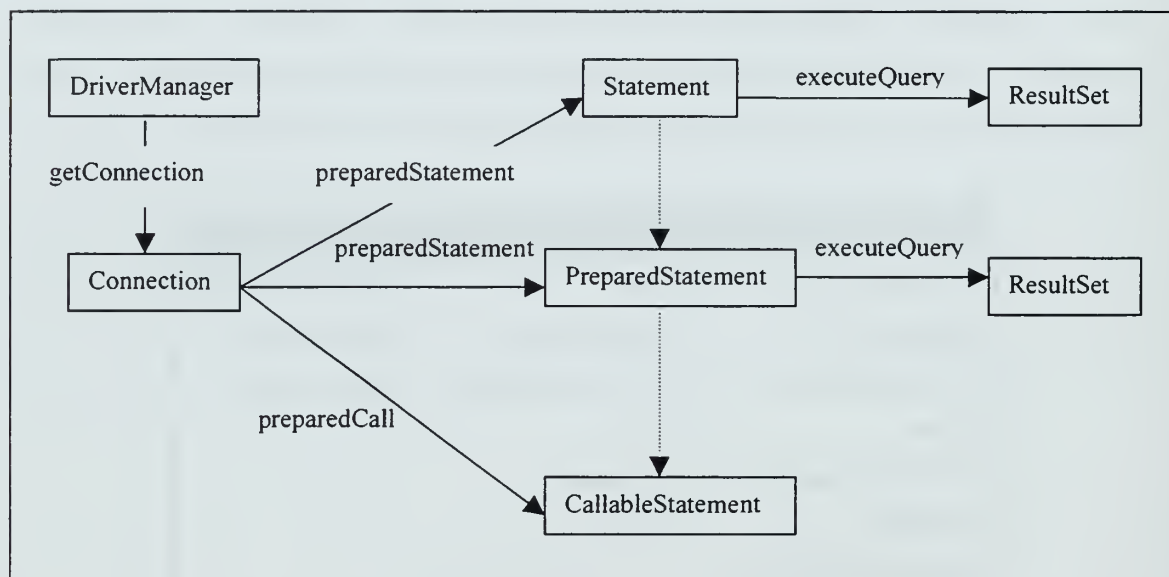 DriverManager
Statement
executeQuery
ResultSet
getConnection
preparedStatement
preparedStatement
executeQuery
Connection
PreparedStatement
ResultSet
preparedCall
CallableStatement